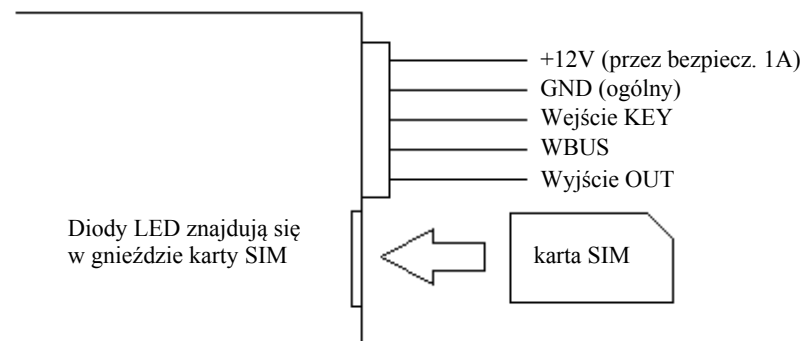 +12V (przez bezpiecz. 1A)
GND (ogólny)
Wejście KEY
WBUS
Wyjście OUT
Diody LED znajdują się
w gnieździe karty SIM
karta SIM